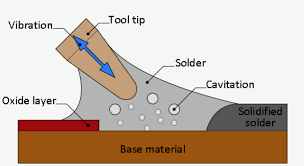 Tool tip
Vibration
Solder
Cavitation
Oxide layer
Solidified
solder
Base material